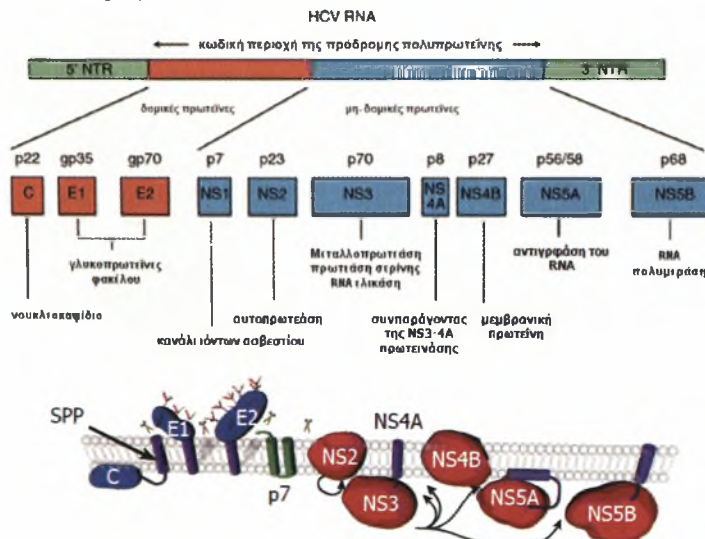 HCV RNA
κωδική περιοχή της πρόδρομης πολυπρωτεΐνης
5' NTR
3' NTR
δομικές πρωτεΐνες
μη-δομικές πρωτεΐνες
p22 gp35 gp70 p7 p23 p70 p8 p27 p56/58 p68
C E1 E2 NS1 NS2 NS3 NS 4A NS4B NS5A NS5B
γλυκοπρωτεΐνες
φακέλου
Μεταλλοπρωτεάση
πρωτεάση σερίνης
RNA ελικάση
αντιγραφάση του
RNA
RNA
πολυμεράση
νουκλεοκαψίδιο
αυτοπρωτεάση
κανάλι ιόντων ασβεστίου
συνπαράγοντας
της NS3-4A
πρωτεινάσης
μεμβρανική
πρωτεΐνη
SPP
E1
E2
C
p7
NS2
NS3
NS4A
NS4B
NS5A
NS5B